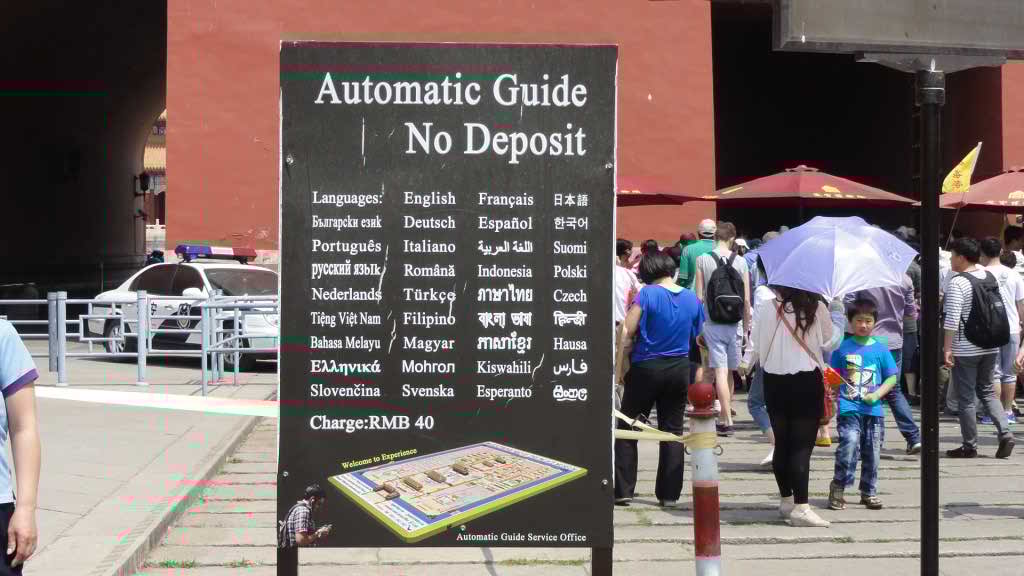 Automatic Guide
No Deposit
Languages: English Français 日本語
Български език Deutsch Español 한국어
Português Italiano اللغة العربية Suomi
русский язык Română Indonesia Polski
Nederlands Türkçe ภาษาไทย Czech
Tiếng Việt Nam Filipino বাংলা ভাষা हिन्दी
Bahasa Melayu Magyar ភាសាខ្មែរ Hausa
Ελληνικά Мohгол Kiswahili فارسی
Slovenčina Svenska Esperanto සිංහල
Charge:RMB 40
Welcome to Experience
Automatic Guide Service Office